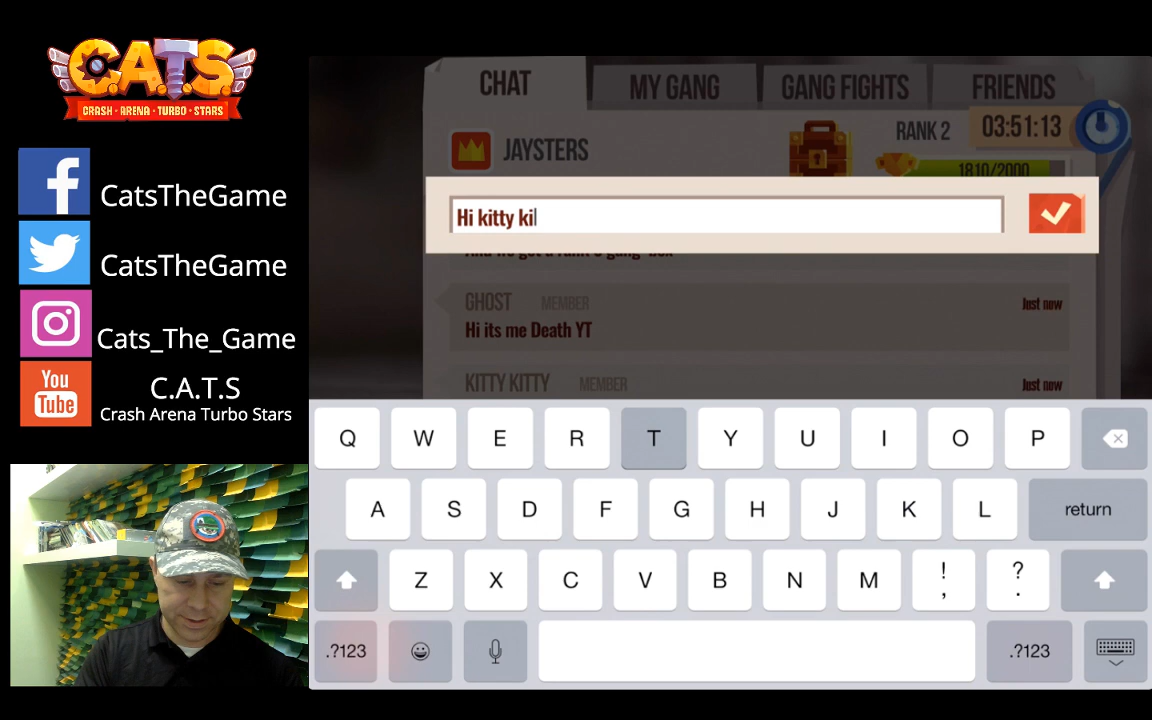 C.A.T.S.
CRASH·ARENA·TURBO·STARS
CatsTheGame
CatsTheGame
Cats_The_Game
You
Tube
C.A.T.S
Crash Arena Turbo Stars
CHAT
MY GANG
GANG FIGHTS
FRIENDS
JAYSTERS
RANK 2
03:51:13
1810/2000
Hi kitty ki
GHOST MEMBER Just now
Hi its me Death YT
KITTY KITTY MEMBER Just now
Q W E R T Y U I O P
A S D F G H J K L return
Z X C V B N M ! , ? .
.?123 .?123